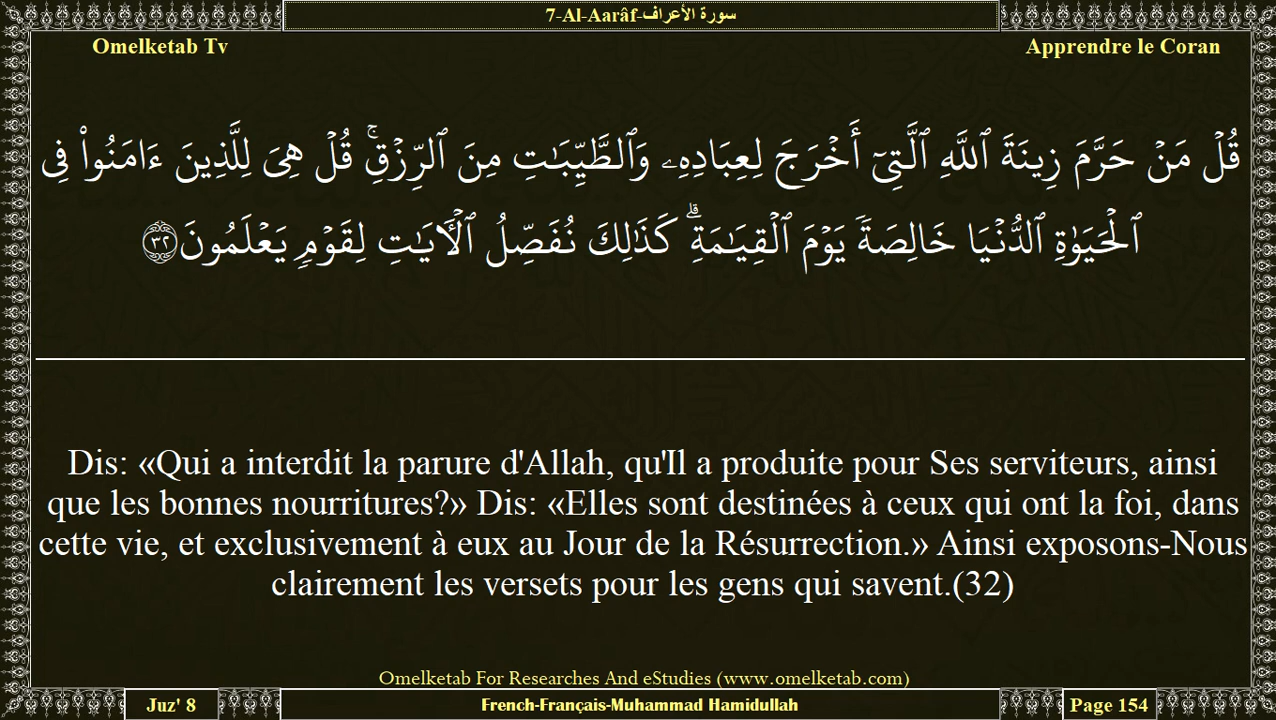 7-Al-Aarâf-سورة الأعراف
Omelketab Tv
Apprendre le Coran
قُلۡ مَنۡ حَرَّمَ زِينَةَ ٱللَّهِ ٱلَّتِيٓ أَخۡرَجَ لِعِبَادِهِۦ وَٱلطَّيِّبَٰتِ مِنَ ٱلرِّزۡقِۚ قُلۡ هِيَ لِلَّذِينَ ءَامَنُواْ فِي
ٱلۡحَيَوٰةِ ٱلدُّنۡيَا خَالِصَةٗ يَوۡمَ ٱلۡقِيَٰمَةِۗ كَذَٰلِكَ نُفَصِّلُ ٱلۡأٓيَٰتِ لِقَوۡمٖ يَعۡلَمُونَ ٣٢
Dis: «Qui a interdit la parure d'Allah, qu'Il a produite pour Ses serviteurs, ainsi
que les bonnes nourritures?» Dis: «Elles sont destinées à ceux qui ont la foi, dans
cette vie, et exclusivement à eux au Jour de la Résurrection.» Ainsi exposons-Nous
clairement les versets pour les gens qui savent.(32)
Omelketab For Researches And eStudies (www.omelketab.com)
Juz' 8
French-Français-Muhammad Hamidullah
Page 154